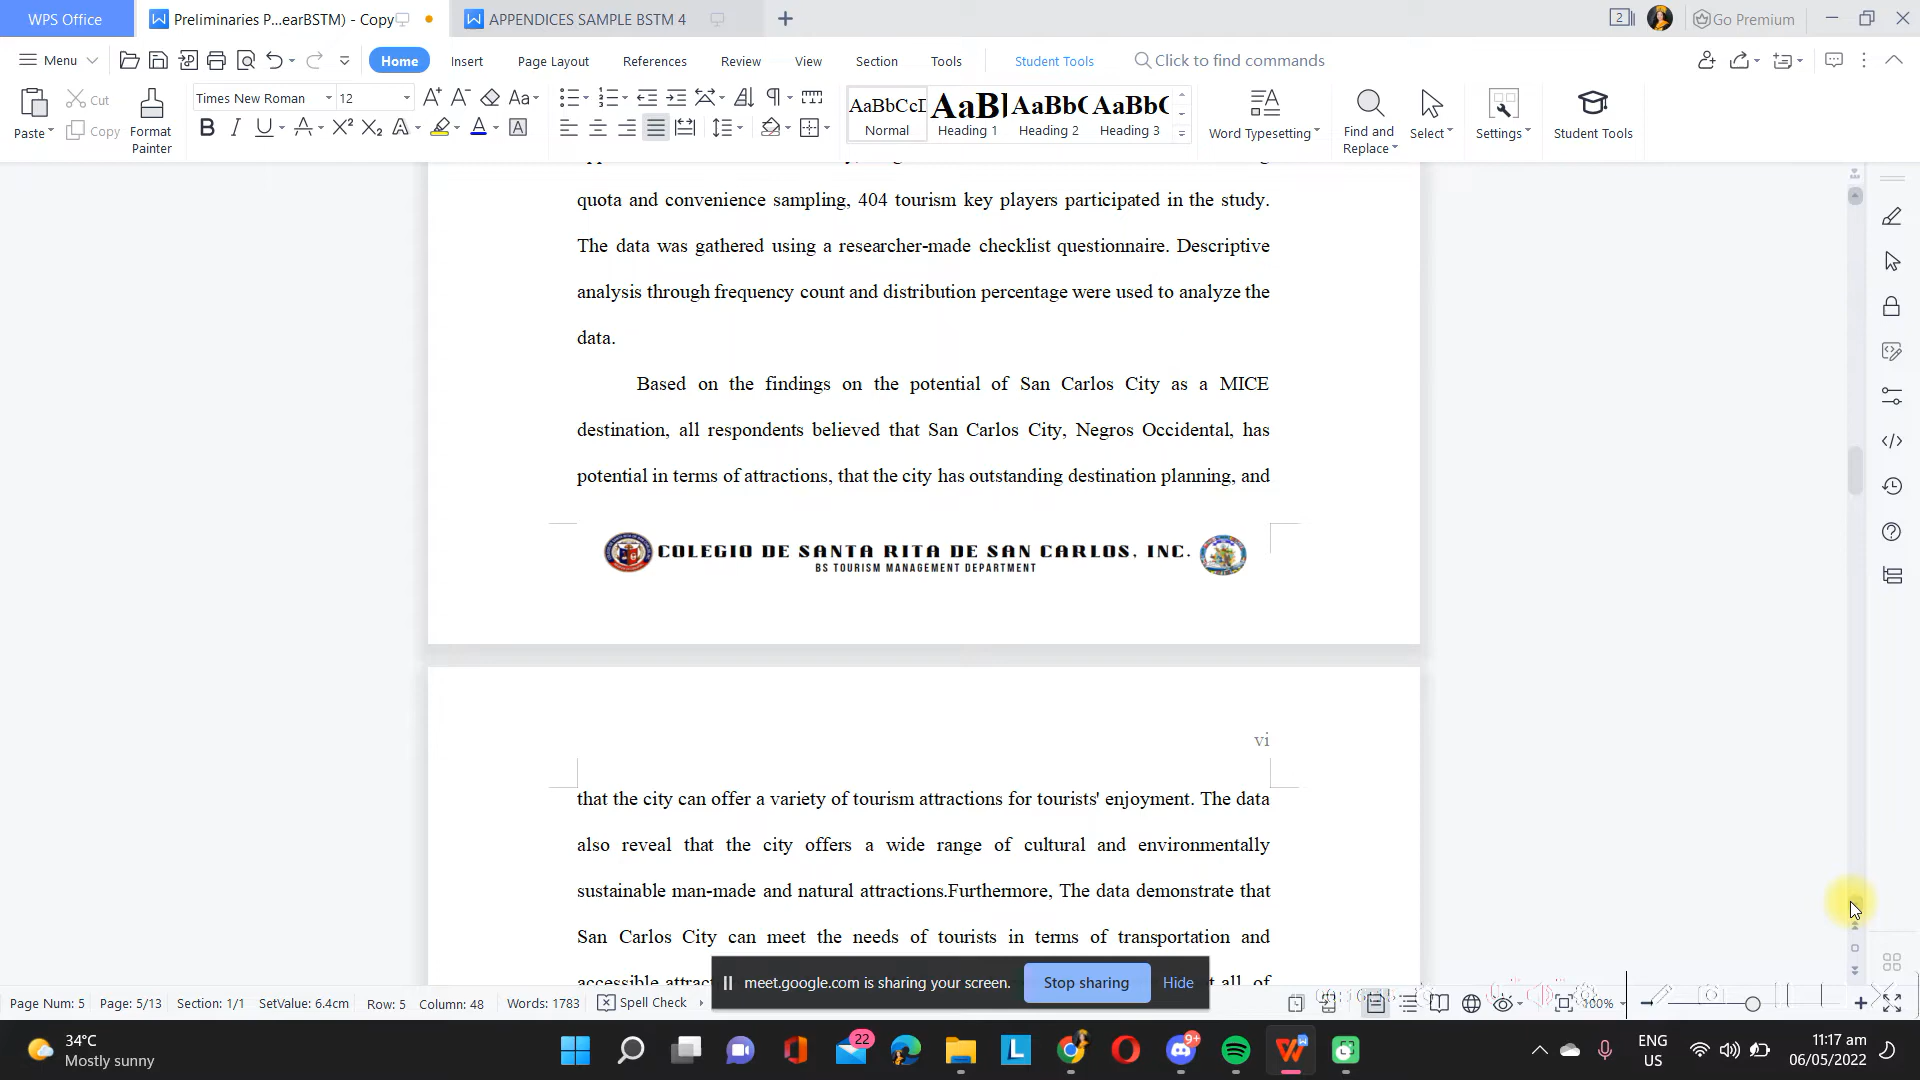 WPS Office
Preliminaries P...earBSTM) - Copy
APPENDICES SAMPLE BSTM 4
2
Go Premium
Menu
Home
Insert
Page Layout
References
Review
View
Section
Tools
Student Tools
Click to find commands
Paste
Cut
Copy
Format
Painter
Times New Roman
12
AaBbCcD
Normal
AaBb
Heading 1
AaBbC
Heading 2
AaBbC
Heading 3
Word Typesetting
Find and
Replace
Select
Settings
Student Tools
quota and convenience sampling, 404 tourism key players participated in the study.
The data was gathered using a researcher-made checklist questionnaire. Descriptive
analysis through frequency count and distribution percentage were used to analyze the
data.
Based on the findings on the potential of San Carlos City as a MICE
destination, all respondents believed that San Carlos City, Negros Occidental, has
potential in terms of attractions, that the city has outstanding destination planning, and
COLEGIO DE SANTA RITA DE SAN CARLOS, INC.
BS TOURISM MANAGEMENT DEPARTMENT
vi
that the city can offer a variety of tourism attractions for tourists' enjoyment. The data
also reveal that the city offers a wide range of cultural and environmentally
sustainable man-made and natural attractions.Furthermore, The data demonstrate that
San Carlos City can meet the needs of tourists in terms of transportation and
accessible
all of
meet.google.com is sharing your screen.
Stop sharing
Hide
Page Num: 5
Page: 5/13
Section: 1/1
SetValue: 6.4cm
Row: 5
Column: 48
Words: 1783
Spell Check
100%
34°C
Mostly sunny
22
9+
ENG
US
11:17 am
06/05/2022